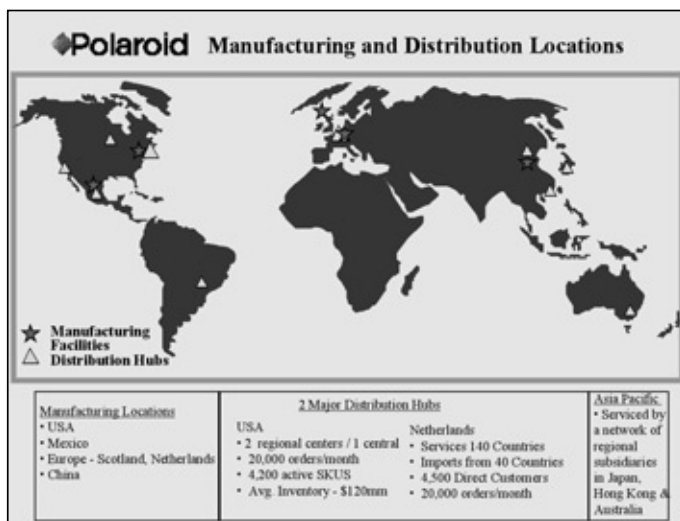 Polaroid Manufacturing and Distribution Locations
Manufacturing
Facilities
Distribution Hubs
Manufacturing Locations
• USA
• Mexico
• Europe - Scotland, Netherlands
• China
2 Major Distribution Hubs
USA
• 2 regional centers / 1 central
• 20,000 orders/month
• 4,200 active SKUS
• Avg. Inventory - $120mm
Netherlands
• Services 140 Countries
• Imports from 40 Countries
• 4,500 Direct Customers
• 20,000 orders/month
Asia Pacific
• Serviced by
a network of
regional
subsidiaries
in Japan,
Hong Kong &
Australia